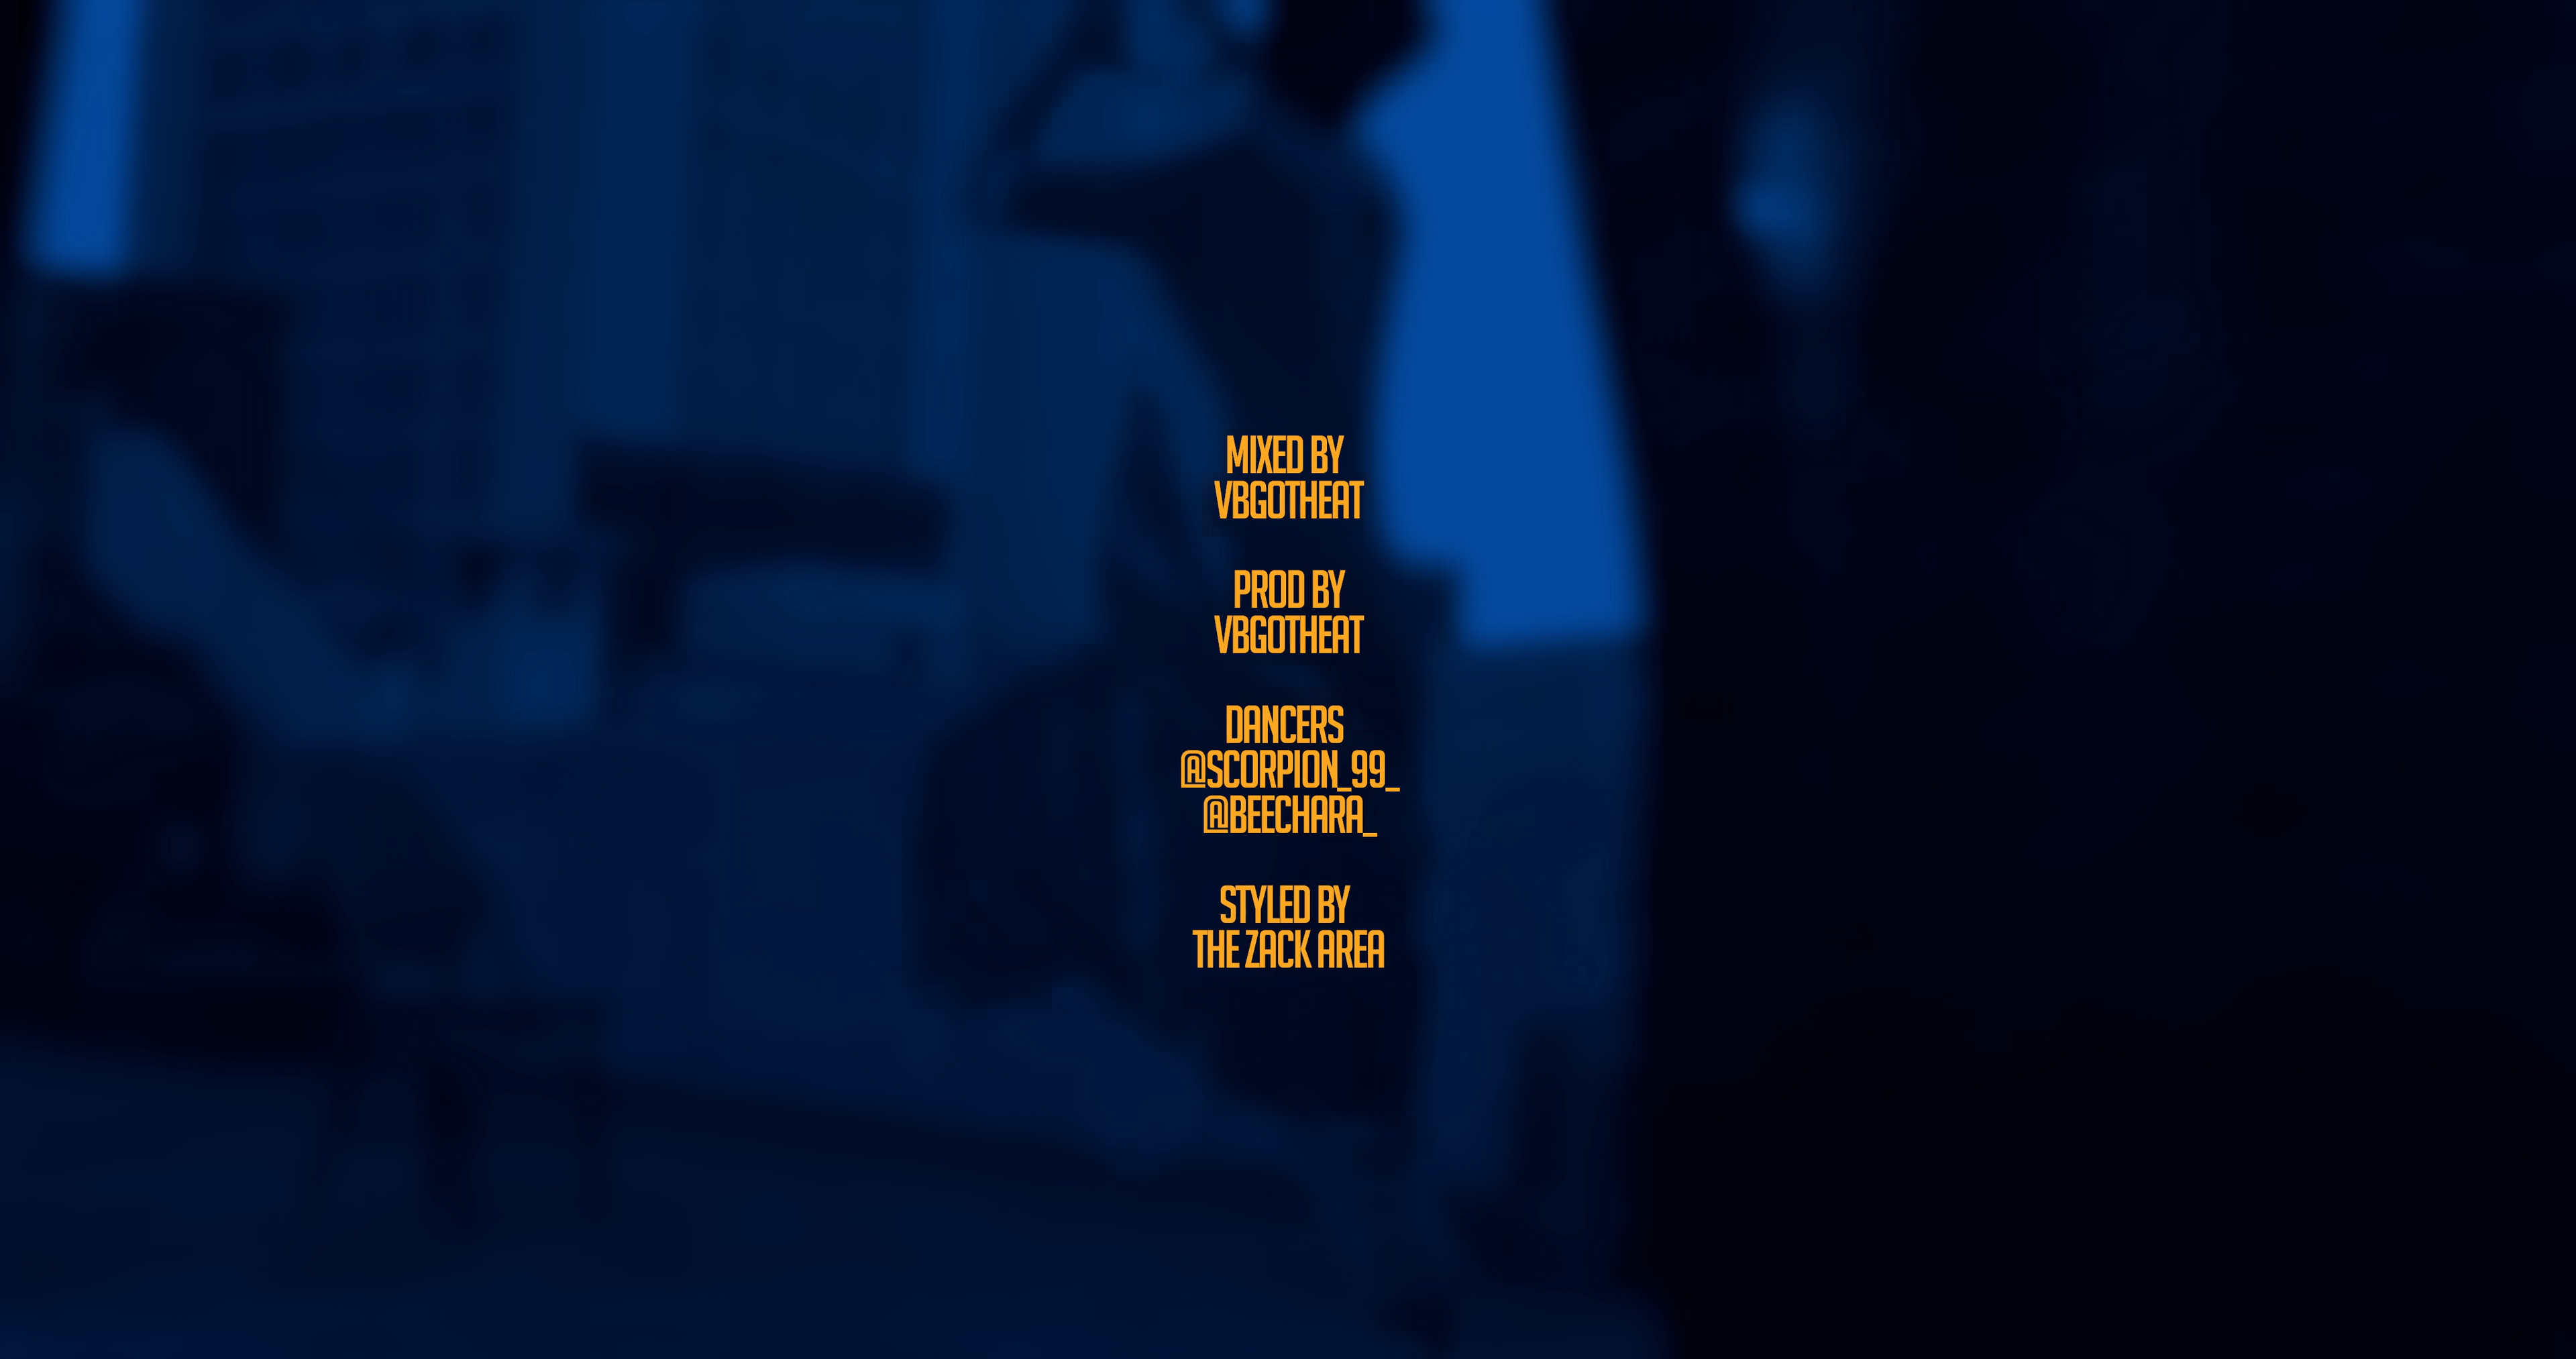 MIXED BY
VBGOTHEAT
PROD BY
VBGOTHEAT
DANCERS
@SCORPION_99_
@BEECHARA_
STYLED BY
THE ZACK AREA